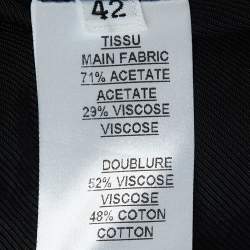 42
TISSU
MAIN FABRIC
71% ACETATE
ACETATE
29% VISCOSE
VISCOSE
DOUBLURE
52% VISCOSE
VISCOSE
48% COTON
COTTON